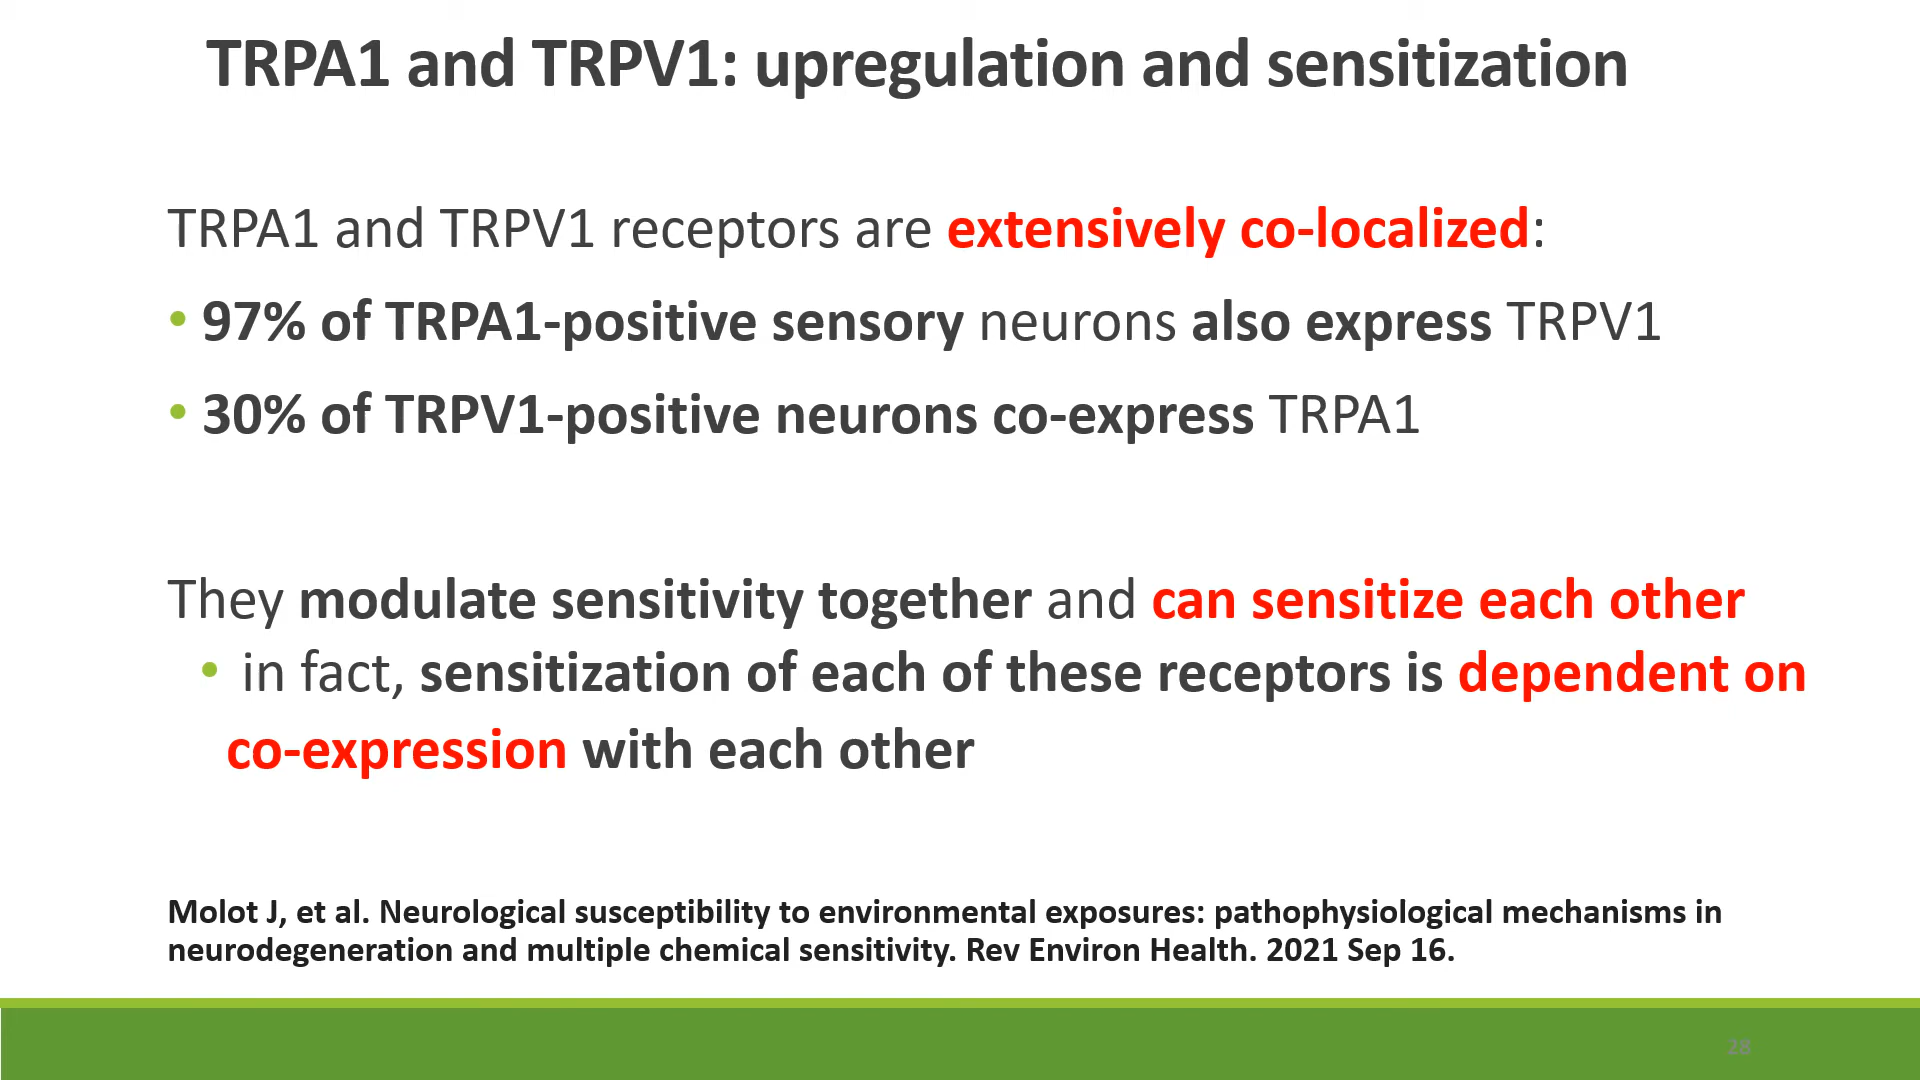 TRPA1 and TRPV1: upregulation and sensitization
TRPA1 and TRPV1 receptors are extensively co-localized:
• 97% of TRPA1-positive sensory neurons also express TRPV1
• 30% of TRPV1-positive neurons co-express TRPA1
They modulate sensitivity together and can sensitize each other
• in fact, sensitization of each of these receptors is dependent on
co-expression with each other
Molot J, et al. Neurological susceptibility to environmental exposures: pathophysiological mechanisms in
neurodegeneration and multiple chemical sensitivity. Rev Environ Health. 2021 Sep 16.
28